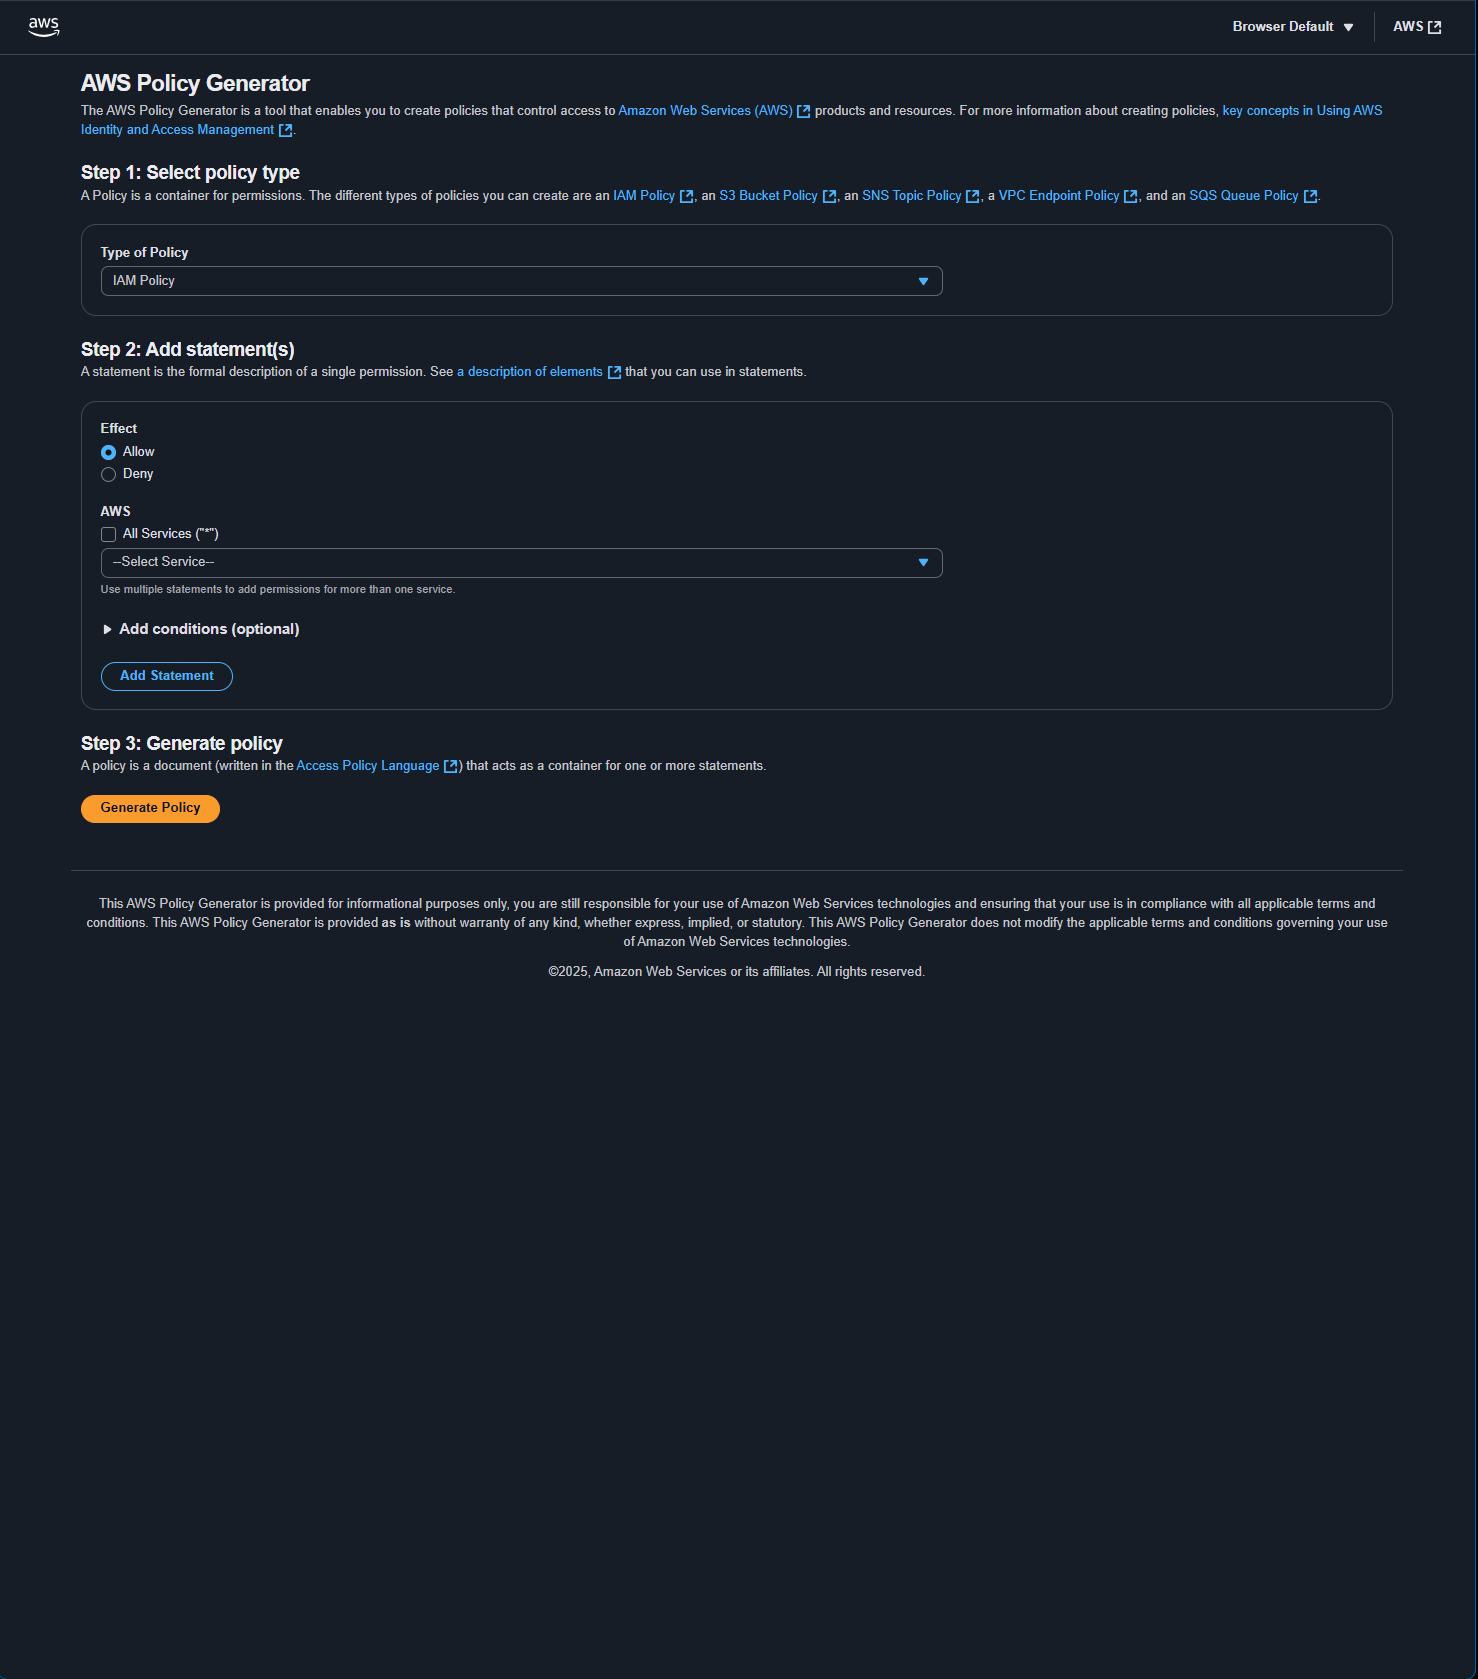 aws
Browser Default
AWS
AWS Policy Generator
The AWS Policy Generator is a tool that enables you to create policies that control access to Amazon Web Services (AWS) products and resources. For more information about creating policies, key concepts in Using AWS
Identity and Access Management .
Step 1: Select policy type
A Policy is a container for permissions. The different types of policies you can create are an IAM Policy , an S3 Bucket Policy , an SNS Topic Policy , a VPC Endpoint Policy , and an SQS Queue Policy .
Type of Policy
IAM Policy
Step 2: Add statement(s)
A statement is the formal description of a single permission. See a description of elements that you can use in statements.
Effect
Allow
Deny
AWS
All Services ("*")
--Select Service--
Use multiple statements to add permissions for more than one service.
Add conditions (optional)
Add Statement
Step 3: Generate policy
A policy is a document (written in the Access Policy Language ) that acts as a container for one or more statements.
Generate Policy
This AWS Policy Generator is provided for informational purposes only, you are still responsible for your use of Amazon Web Services technologies and ensuring that your use is in compliance with all applicable terms and
conditions. This AWS Policy Generator is provided as is without warranty of any kind, whether express, implied, or statutory. This AWS Policy Generator does not modify the applicable terms and conditions governing your use
of Amazon Web Services technologies.
©2025, Amazon Web Services or its affiliates. All rights reserved.